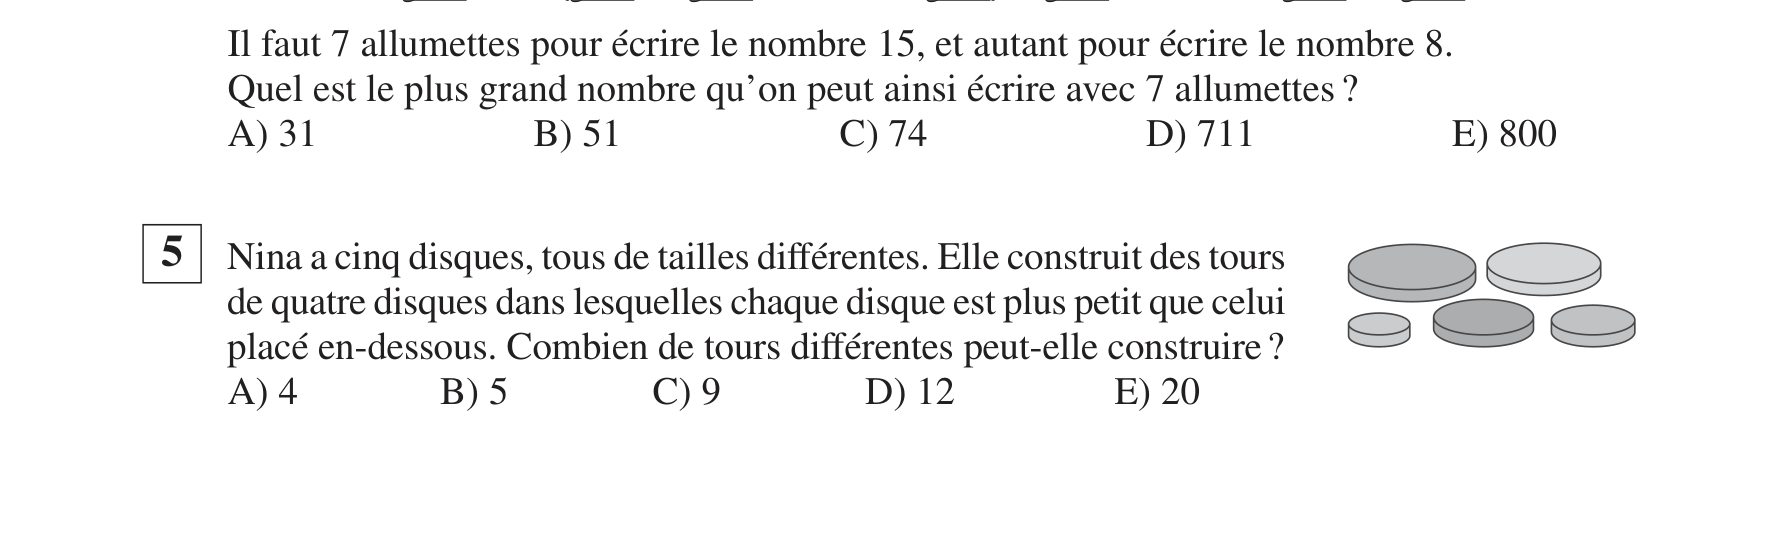 Il faut 7 allumettes pour écrire le nombre 15, et autant pour écrire le nombre 8.
Quel est le plus grand nombre qu’on peut ainsi écrire avec 7 allumettes ?
A) 31 B) 51 C) 74 D) 711 E) 800
5 Nina a cinq disques, tous de tailles différentes. Elle construit des tours
de quatre disques dans lesquelles chaque disque est plus petit que celui
placé en-dessous. Combien de tours différentes peut-elle construire ?
A) 4 B) 5 C) 9 D) 12 E) 20